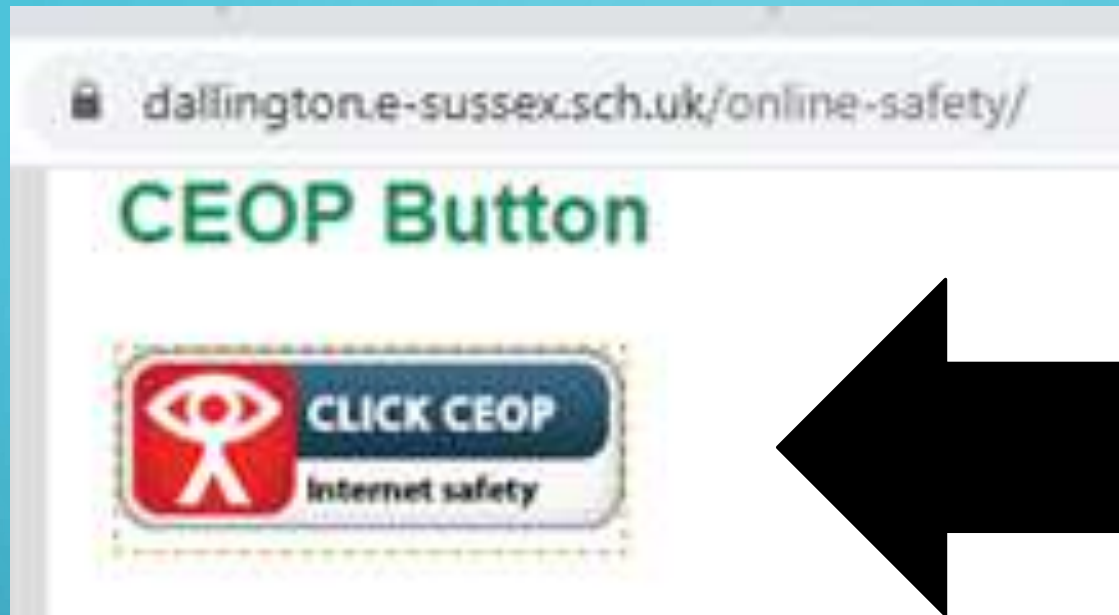 dallington.e-sussex.sch.uk/online-safety/
CEOP Button
CLICK CEOP
Internet safety